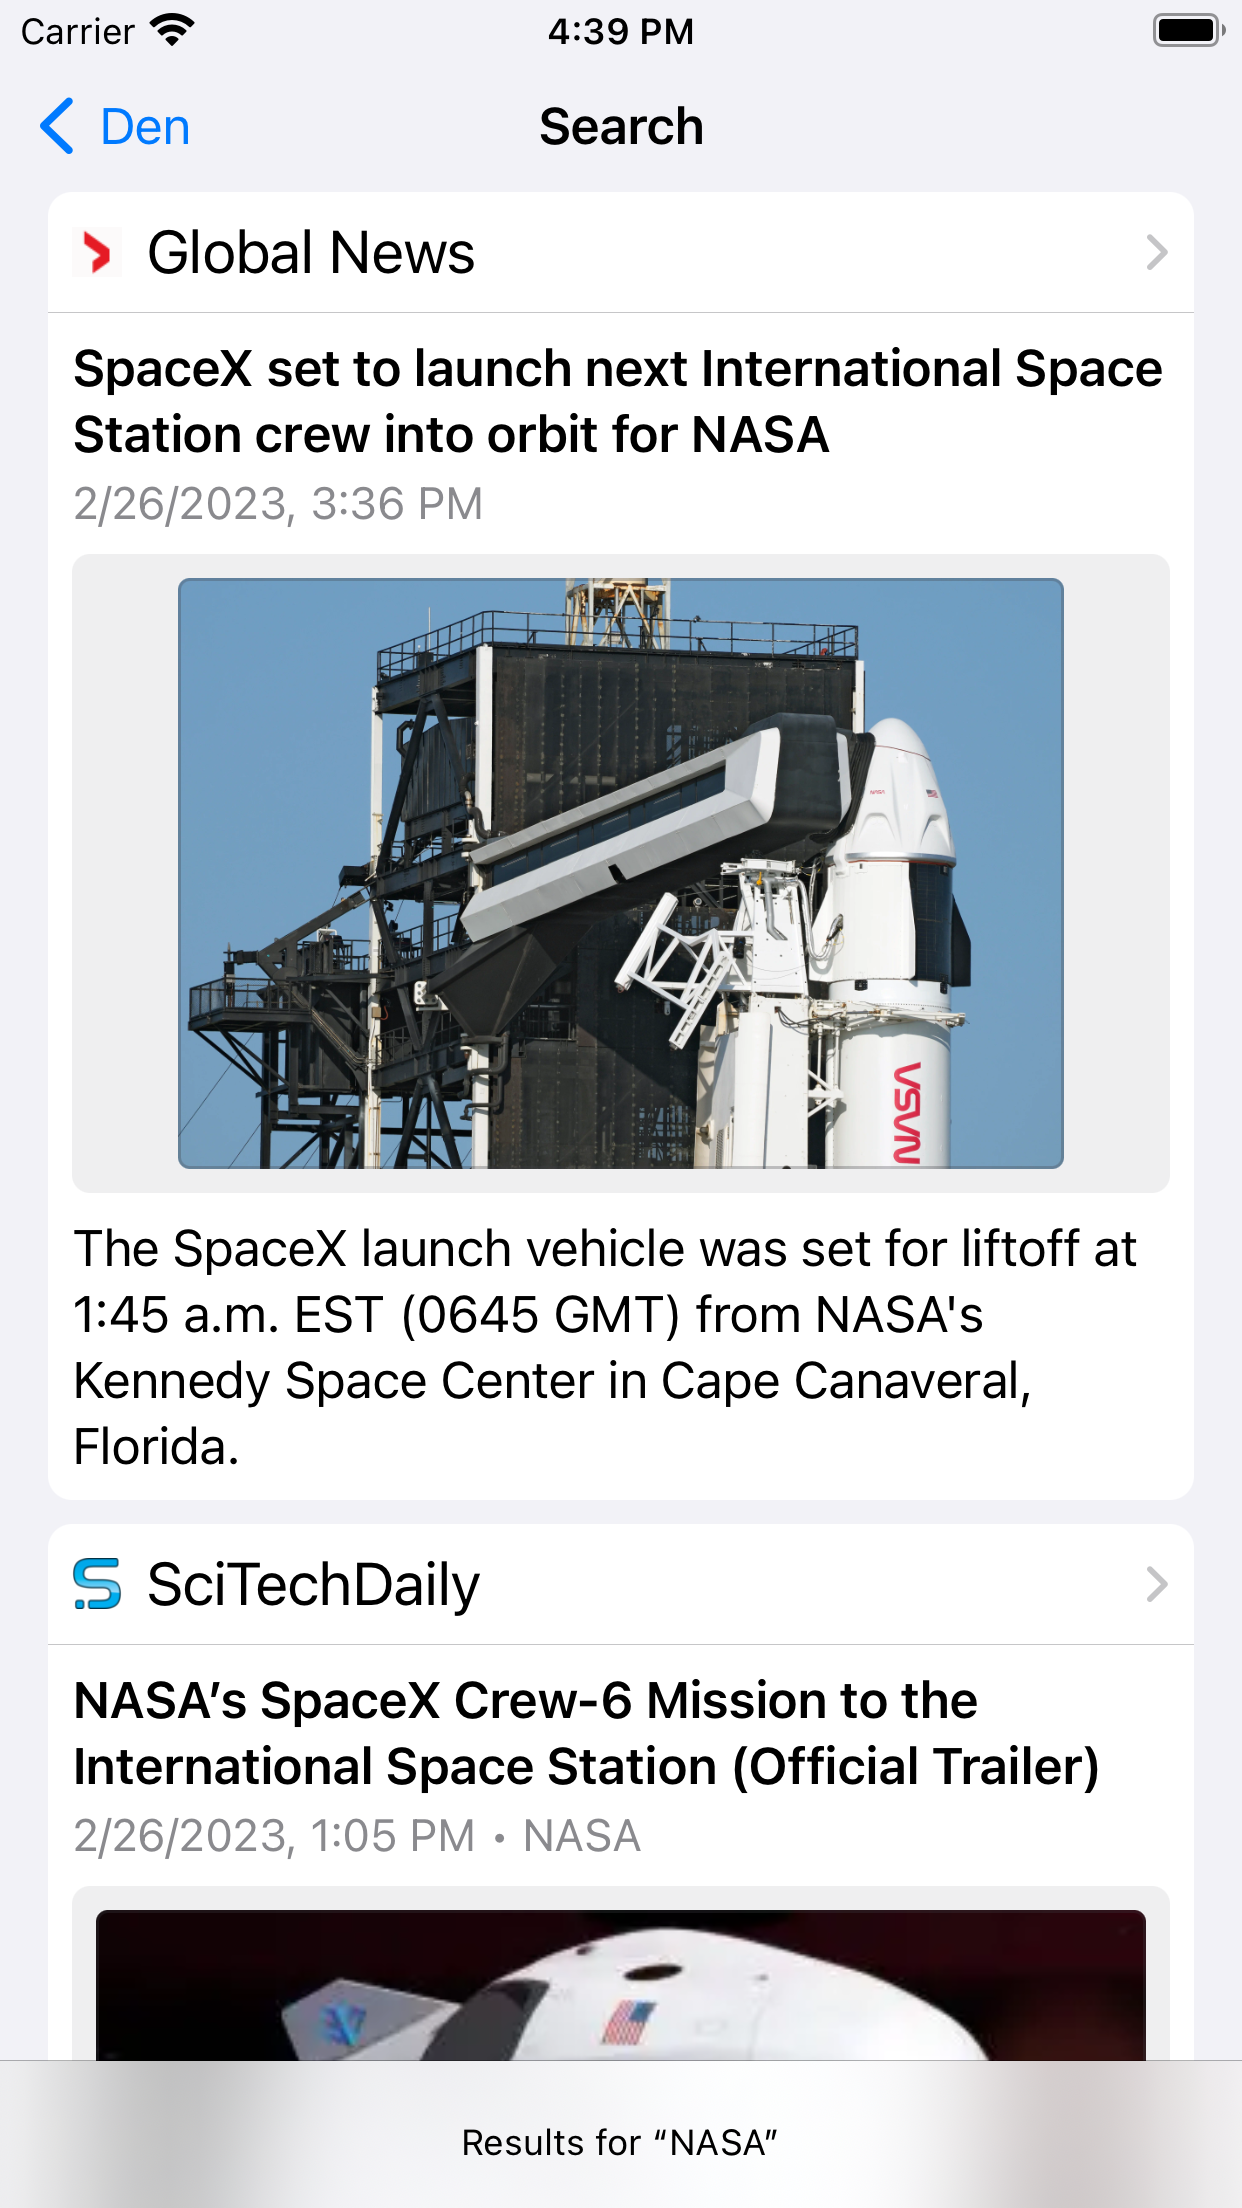 Carrier 4:39 PM
Den Search
Global News
SpaceX set to launch next International Space
Station crew into orbit for NASA
2/26/2023, 3:36 PM
NASA
NASA
The SpaceX launch vehicle was set for liftoff at
1:45 a.m. EST (0645 GMT) from NASA's
Kennedy Space Center in Cape Canaveral,
Florida.
SciTechDaily
NASA’s SpaceX Crew-6 Mission to the
International Space Station (Official Trailer)
2/26/2023, 1:05 PM • NASA
Results for “NASA”